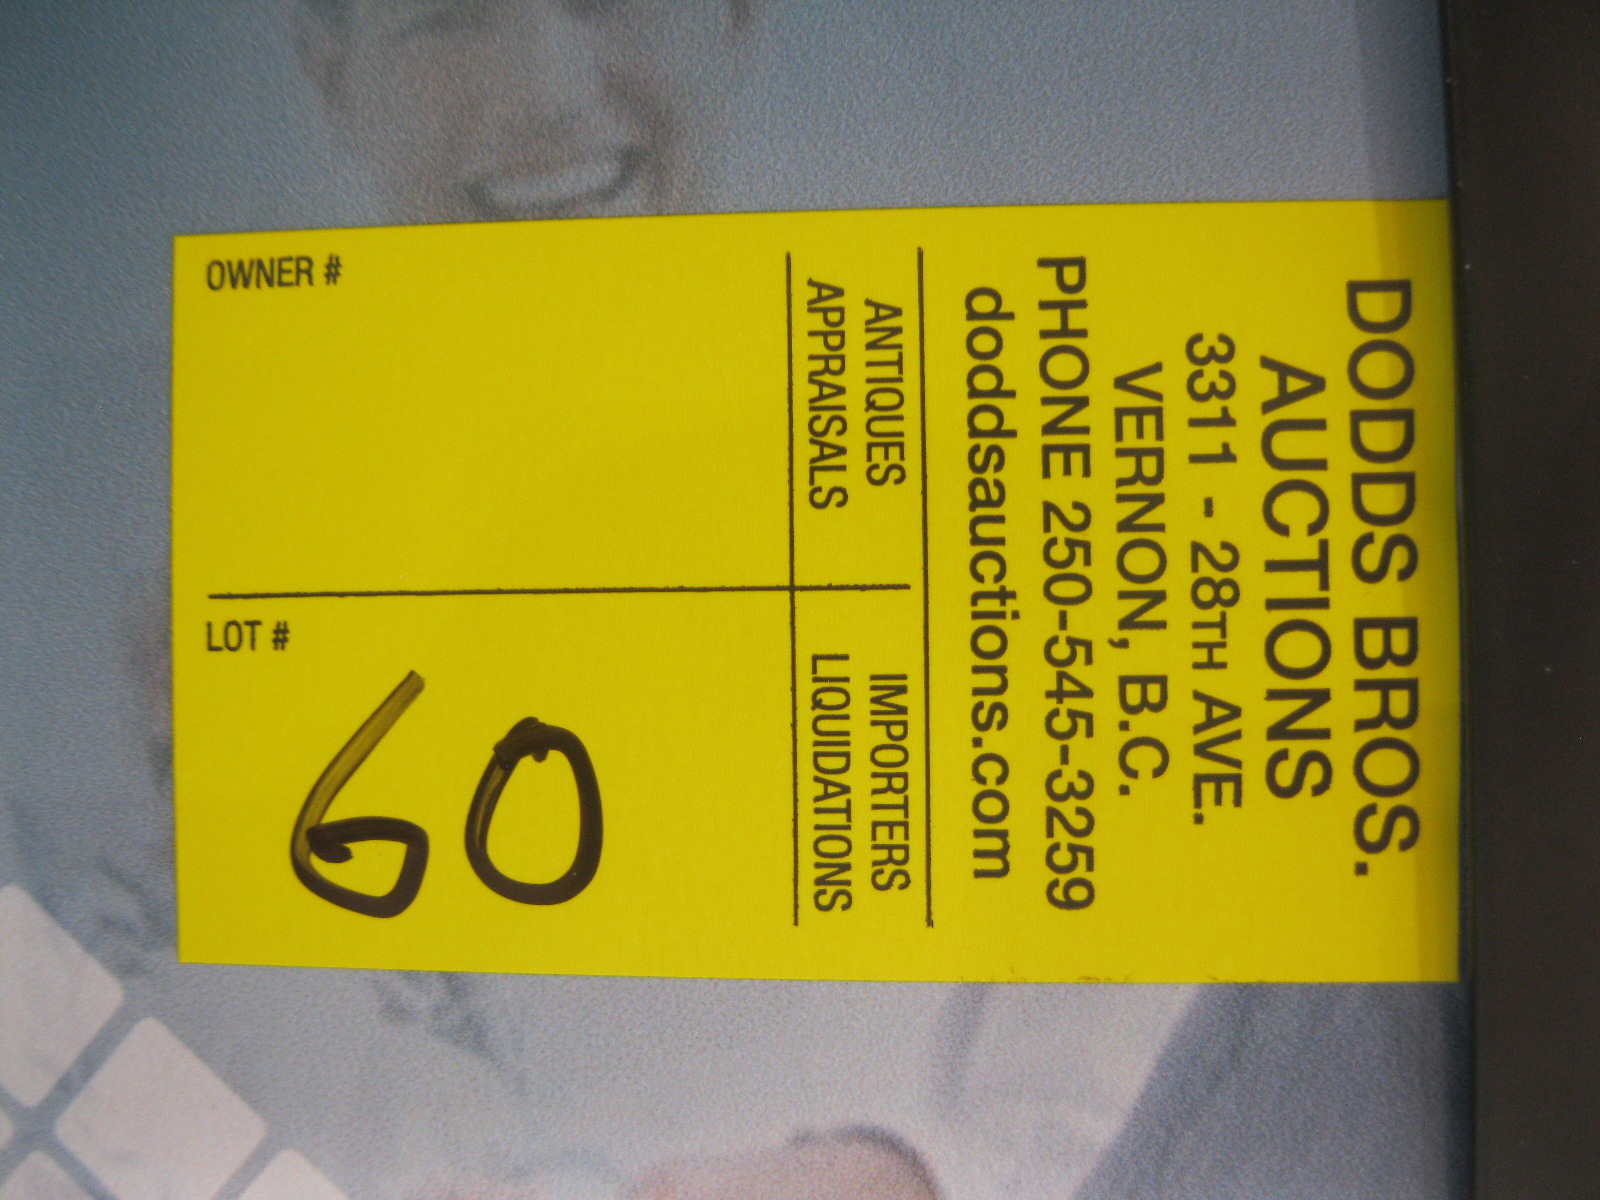 DODDS BROS.
AUCTIONS
3311 - 28TH AVE.
VERNON, B.C.
PHONE 250-545-3259
doddsauctions.com
ANTIQUES
APPRAISALS
IMPORTERS
LIQUIDATIONS
OWNER #
LOT #
60